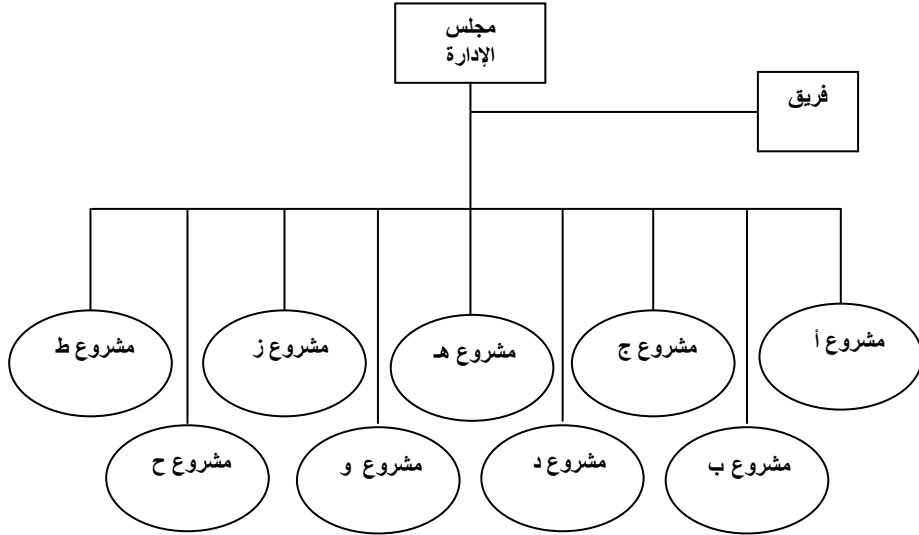 مجلس
الإدارة
فريق
مشروع أ
مشروع ج
مشروع هـ
مشروع ز
مشروع ط
مشروع ب
مشروع د
مشروع و
مشروع ح